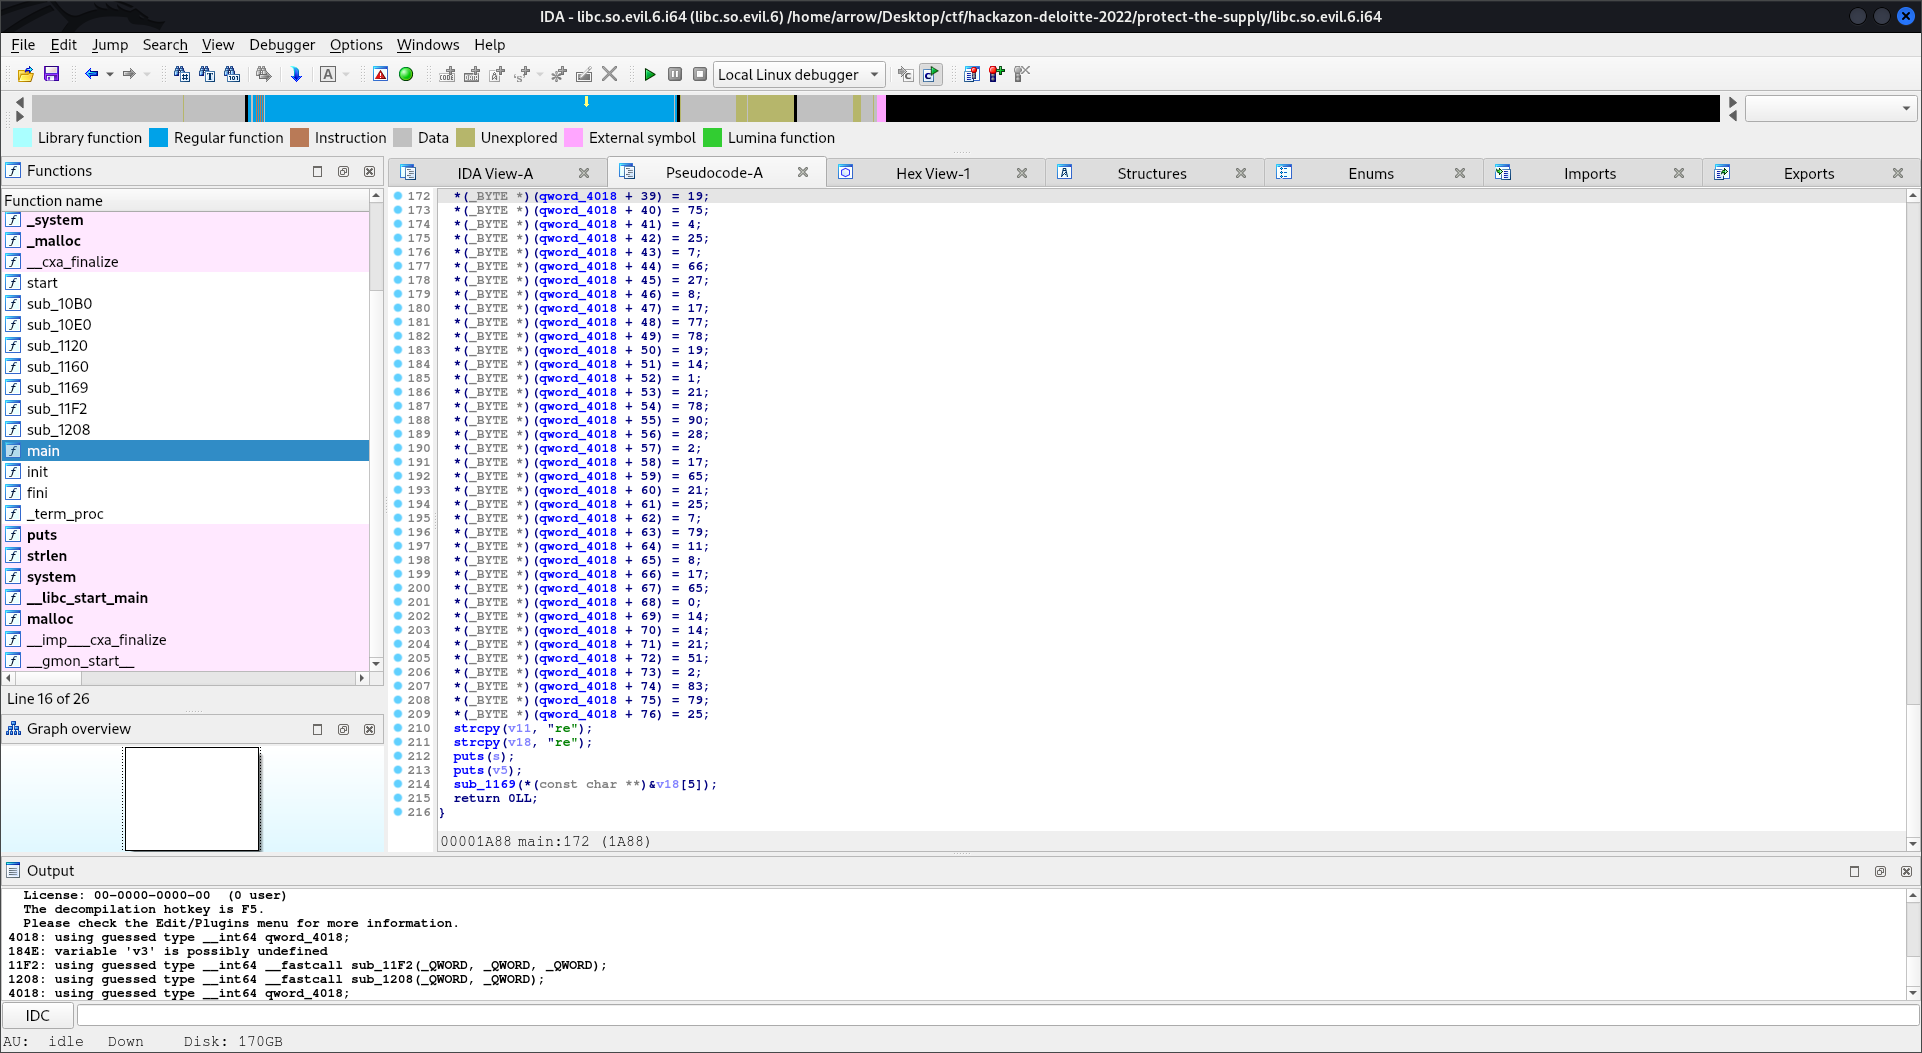 IDA - libc.so.evil.6.i64 (libc.so.evil.6) /home/arrow/Desktop/ctf/hackazon-deloitte-2022/protect-the-supply/libc.so.evil.6.i64
File Edit Jump Search View Debugger Options Windows Help
Local Linux debugger
Library function Regular function Instruction Data Unexplored External symbol Lumina function
Functions
Function name
_system
_malloc
__cxa_finalize
start
sub_10B0
sub_10E0
sub_1120
sub_1160
sub_1169
sub_11F2
sub_1208
main
init
fini
_term_proc
puts
strlen
system
__libc_start_main
malloc
__imp___cxa_finalize
__gmon_start__
Line 16 of 26
Graph overview
IDA View-A Pseudocode-A Hex View-1 Structures Enums Imports Exports
172 *(_BYTE *)(qword_4018 + 39) = 19;
173 *(_BYTE *)(qword_4018 + 40) = 75;
174 *(_BYTE *)(qword_4018 + 41) = 4;
175 *(_BYTE *)(qword_4018 + 42) = 25;
176 *(_BYTE *)(qword_4018 + 43) = 7;
177 *(_BYTE *)(qword_4018 + 44) = 66;
178 *(_BYTE *)(qword_4018 + 45) = 27;
179 *(_BYTE *)(qword_4018 + 46) = 8;
180 *(_BYTE *)(qword_4018 + 47) = 17;
181 *(_BYTE *)(qword_4018 + 48) = 77;
182 *(_BYTE *)(qword_4018 + 49) = 78;
183 *(_BYTE *)(qword_4018 + 50) = 19;
184 *(_BYTE *)(qword_4018 + 51) = 14;
185 *(_BYTE *)(qword_4018 + 52) = 1;
186 *(_BYTE *)(qword_4018 + 53) = 21;
187 *(_BYTE *)(qword_4018 + 54) = 78;
188 *(_BYTE *)(qword_4018 + 55) = 90;
189 *(_BYTE *)(qword_4018 + 56) = 28;
190 *(_BYTE *)(qword_4018 + 57) = 2;
191 *(_BYTE *)(qword_4018 + 58) = 17;
192 *(_BYTE *)(qword_4018 + 59) = 65;
193 *(_BYTE *)(qword_4018 + 60) = 21;
194 *(_BYTE *)(qword_4018 + 61) = 25;
195 *(_BYTE *)(qword_4018 + 62) = 7;
196 *(_BYTE *)(qword_4018 + 63) = 79;
197 *(_BYTE *)(qword_4018 + 64) = 11;
198 *(_BYTE *)(qword_4018 + 65) = 8;
199 *(_BYTE *)(qword_4018 + 66) = 17;
200 *(_BYTE *)(qword_4018 + 67) = 65;
201 *(_BYTE *)(qword_4018 + 68) = 0;
202 *(_BYTE *)(qword_4018 + 69) = 14;
203 *(_BYTE *)(qword_4018 + 70) = 14;
204 *(_BYTE *)(qword_4018 + 71) = 21;
205 *(_BYTE *)(qword_4018 + 72) = 51;
206 *(_BYTE *)(qword_4018 + 73) = 2;
207 *(_BYTE *)(qword_4018 + 74) = 83;
208 *(_BYTE *)(qword_4018 + 75) = 79;
209 *(_BYTE *)(qword_4018 + 76) = 25;
210 strcpy(v11, "re");
211 strcpy(v18, "re");
212 puts(s);
213 puts(v5);
214 sub_1169(*(const char **)&v18[5]);
215 return 0LL;
216 }
00001A88 main:172 (1A88)
Output
License: 00-0000-0000-00 (0 user)
The decompilation hotkey is F5.
Please check the Edit/Plugins menu for more information.
4018: using guessed type __int64 qword_4018;
184E: variable 'v3' is possibly undefined
11F2: using guessed type __int64 __fastcall sub_11F2(_QWORD, _QWORD, _QWORD);
1208: using guessed type __int64 __fastcall sub_1208(_QWORD, _QWORD);
4018: using guessed type __int64 qword_4018;
IDC
AU: idle Down Disk: 170GB